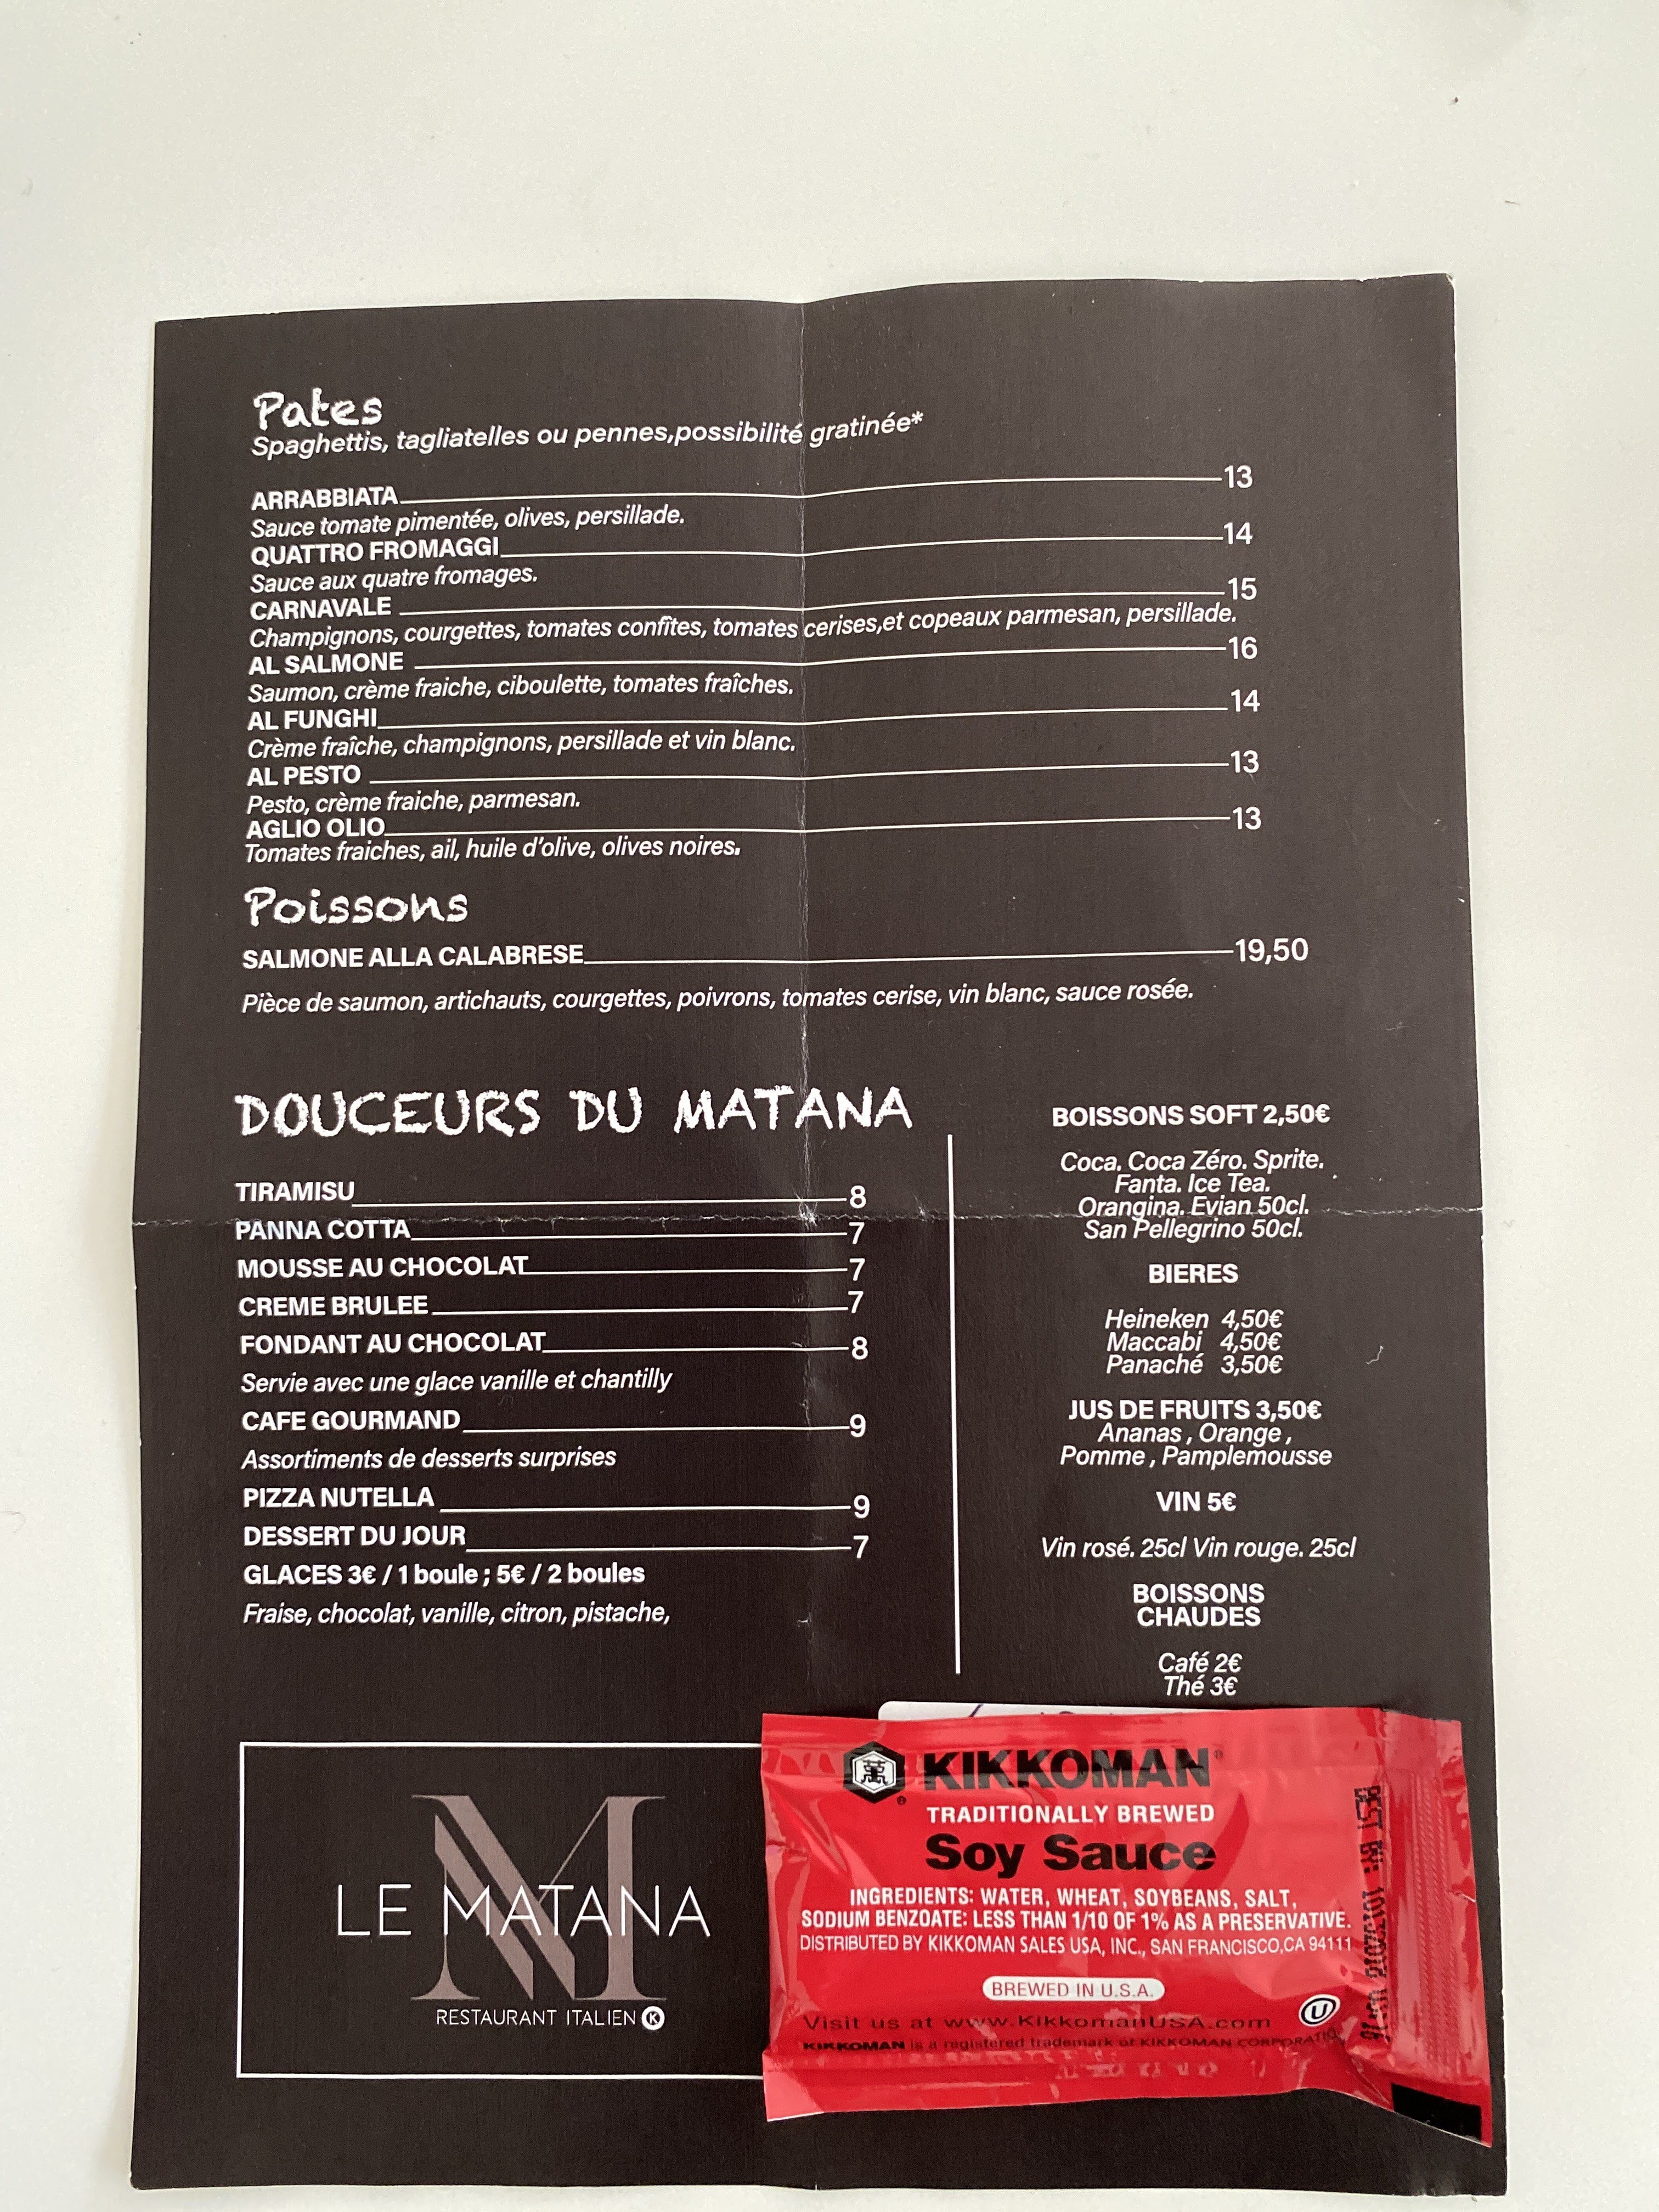 Pates
Spaghettis, tagliatelles ou pennes,possibilité gratinée*
ARRABBIATA 13
Sauce tomate pimentée, olives, persillade.
QUATTRO FROMAGGI 14
Sauce aux quatre fromages.
CARNAVALE 15
Champignons, courgettes, tomates confîtes, tomates cerises,et copeaux parmesan, persillade.
AL SALMONE 16
Saumon, crème fraiche, ciboulette, tomates fraîches.
AL FUNGHI 14
Crème fraîche, champignons, persillade et vin blanc.
AL PESTO 13
Pesto, crème fraiche, parmesan.
AGLIO OLIO 13
Tomates fraiches, ail, huile d'olive, olives noires.
Poissons
SALMONE ALLA CALABRESE 19,50
Pièce de saumon, artichauts, courgettes, poivrons, tomates cerise, vin blanc, sauce rosée.
DOUCEURS DU MATANA
TIRAMISU 8
PANNA COTTA 7
MOUSSE AU CHOCOLAT 7
CREME BRULEE 7
FONDANT AU CHOCOLAT 8
Servie avec une glace vanille et chantilly
CAFE GOURMAND 9
Assortiments de desserts surprises
PIZZA NUTELLA 9
DESSERT DU JOUR 7
GLACES 3€ / 1 boule ; 5€ / 2 boules
Fraise, chocolat, vanille, citron, pistache,
BOISSONS SOFT 2,50€
Coca. Coca Zéro. Sprite.
Fanta. Ice Tea.
Orangina. Evian 50cl.
San Pellegrino 50cl.
BIERES
Heineken 4,50€
Maccabi 4,50€
Panaché 3,50€
JUS DE FRUITS 3,50€
Ananas , Orange ,
Pomme , Pamplemousse
VIN 5€
Vin rosé. 25cl Vin rouge. 25cl
BOISSONS
CHAUDES
Café 2€
Thé 3€
M
LE MATANA
RESTAURANT ITALIEN K
KIKKOMAN®
TRADITIONALLY BREWED
Soy Sauce
INGREDIENTS: WATER, WHEAT, SOYBEANS, SALT,
SODIUM BENZOATE: LESS THAN 1/10 OF 1% AS A PRESERVATIVE.
DISTRIBUTED BY KIKKOMAN SALES USA, INC., SAN FRANCISCO,CA 94111
BREWED IN U.S.A.
U
Visit us at www.KikkomanUSA.com
KIKKOMAN is a registered trademark of KIKKOMAN CORPORATIO
BEST BY